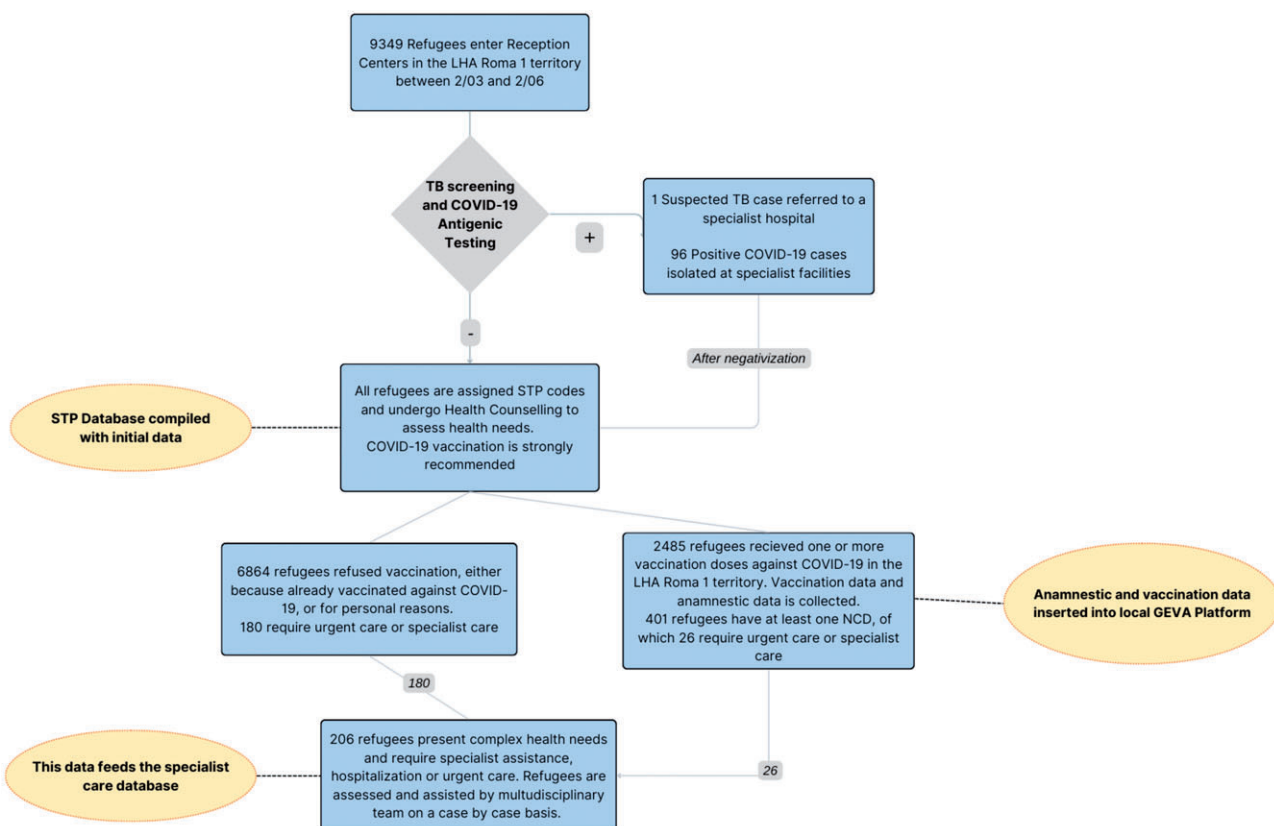 9349 Refugees enter Reception
Centers in the LHA Roma 1 territory
between 2/03 and 2/06
TB screening
and COVID-19
Antigenic
Testing
+
1 Suspected TB case referred to a
specialist hospital
96 Positive COVID-19 cases
isolated at specialist facilities
-
After negativization
STP Database compiled
with initial data
All refugees are assigned STP codes
and undergo Health Counselling to
assess health needs.
COVID-19 vaccination is strongly
recommended
6864 refugees refused vaccination, either
because already vaccinated against COVID-
19, or for personal reasons.
180 require urgent care or specialist care
2485 refugees recieved one or more
vaccination doses against COVID-19 in the
LHA Roma 1 territory. Vaccination data and
anamnestic data is collected.
401 refugees have at least one NCD, of
which 26 require urgent care or specialist
care
Anamnestic and vaccination data
inserted into local GEVA Platform
180
This data feeds the specialist
care database
206 refugees present complex health needs
and require specialist assistance,
hospitalization or urgent care. Refugees are
assessed and assisted by multudisciplinary
team on a case by case basis.
26